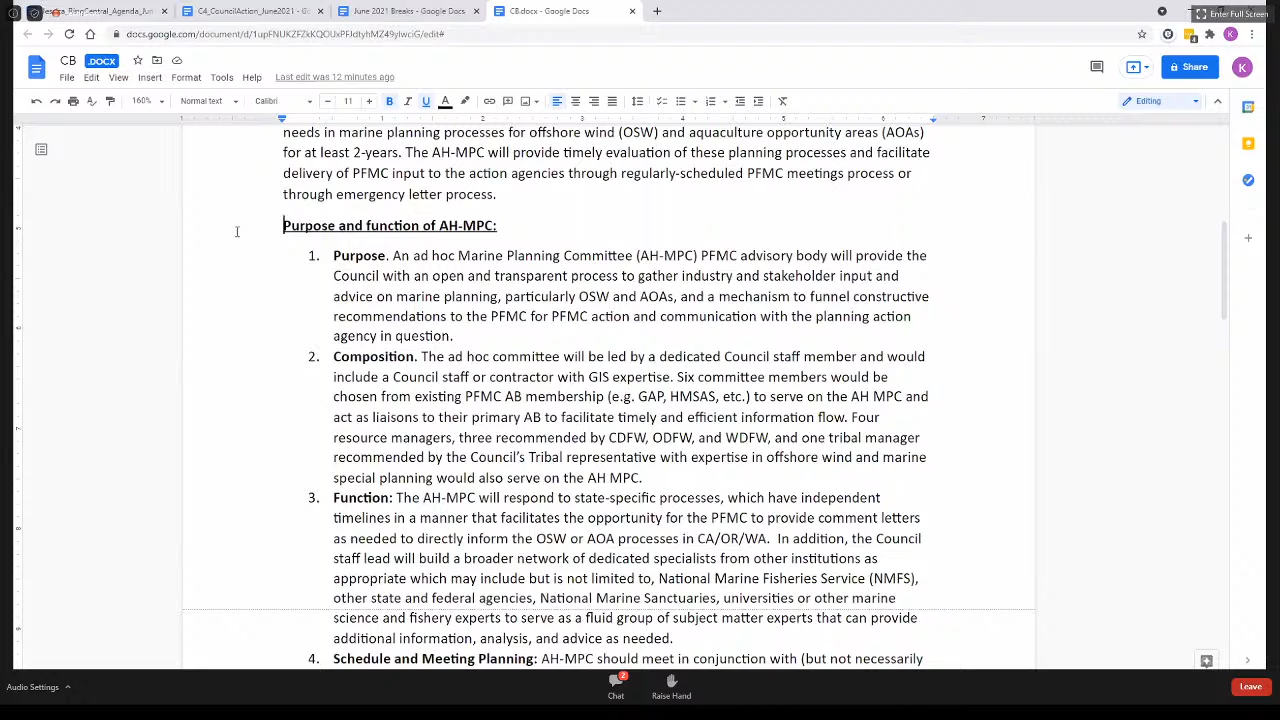 Pesidra_RingCentral_Agenda_Jun
C4_CouncilAction_June2021 - G
June 2021 Breaks - Google Docs
CB.docx - Google Docs
Enter Full Screen
docs.google.com/document/d/1upFNUKZFZkKQOUxPFJdtyhMZ49ylwciG/edit#
K
CB .DOCX
File Edit View Insert Format Tools Help Last edit was 12 minutes ago
Share
K
160% Normal text Calibri 11 B I U A Editing
needs in marine planning processes for offshore wind (OSW) and aquaculture opportunity areas (AOAs)
for at least 2-years. The AH-MPC will provide timely evaluation of these planning processes and facilitate
delivery of PFMC input to the action agencies through regularly-scheduled PFMC meetings process or
through emergency letter process.
Purpose and function of AH-MPC:
1. Purpose. An ad hoc Marine Planning Committee (AH-MPC) PFMC advisory body will provide the
Council with an open and transparent process to gather industry and stakeholder input and
advice on marine planning, particularly OSW and AOAs, and a mechanism to funnel constructive
recommendations to the PFMC for PFMC action and communication with the planning action
agency in question.
2. Composition. The ad hoc committee will be led by a dedicated Council staff member and would
include a Council staff or contractor with GIS expertise. Six committee members would be
chosen from existing PFMC AB membership (e.g. GAP, HMSAS, etc.) to serve on the AH MPC and
act as liaisons to their primary AB to facilitate timely and efficient information flow. Four
resource managers, three recommended by CDFW, ODFW, and WDFW, and one tribal manager
recommended by the Council's Tribal representative with expertise in offshore wind and marine
special planning would also serve on the AH MPC.
3. Function: The AH-MPC will respond to state-specific processes, which have independent
timelines in a manner that facilitates the opportunity for the PFMC to provide comment letters
as needed to directly inform the OSW or AOA processes in CA/OR/WA. In addition, the Council
staff lead will build a broader network of dedicated specialists from other institutions as
appropriate which may include but is not limited to, National Marine Fisheries Service (NMFS),
other state and federal agencies, National Marine Sanctuaries, universities or other marine
science and fishery experts to serve as a fluid group of subject matter experts that can provide
additional information, analysis, and advice as needed.
4. Schedule and Meeting Planning: AH-MPC should meet in conjunction with (but not necessarily
Audio Settings
2
Chat
Raise Hand
Leave